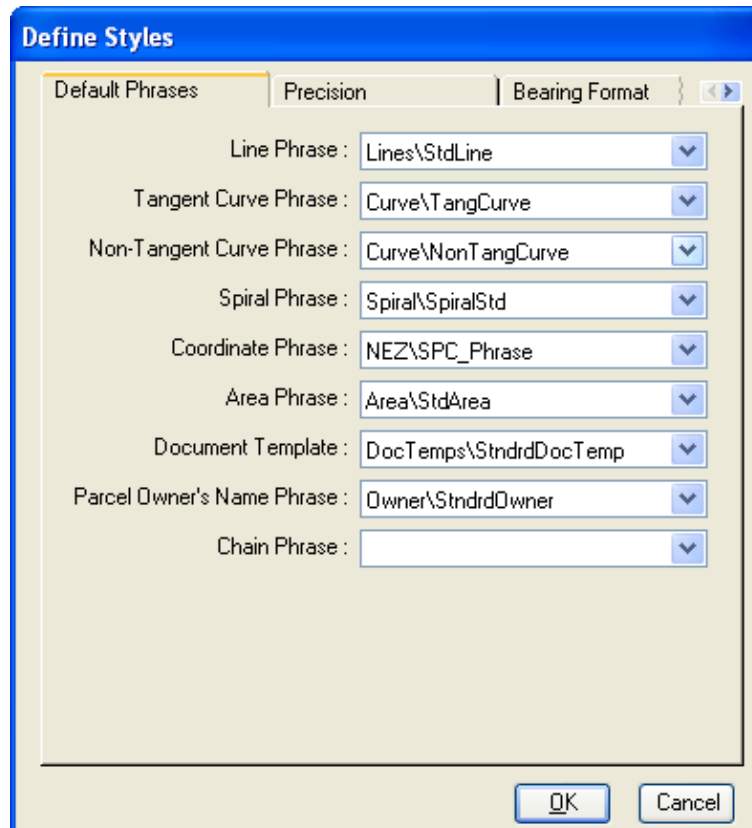 Define Styles
Default Phrases Precision Bearing Format
Line Phrase : Lines\StdLine
Tangent Curve Phrase : Curve\TangCurve
Non-Tangent Curve Phrase : Curve\NonTangCurve
Spiral Phrase : Spiral\SpiralStd
Coordinate Phrase : NEZ\SPC_Phrase
Area Phrase : Area\StdArea
Document Template : DocTemps\StndrdDocTemp
Parcel Owner's Name Phrase : Owner\StndrdOwner
Chain Phrase :
OK Cancel